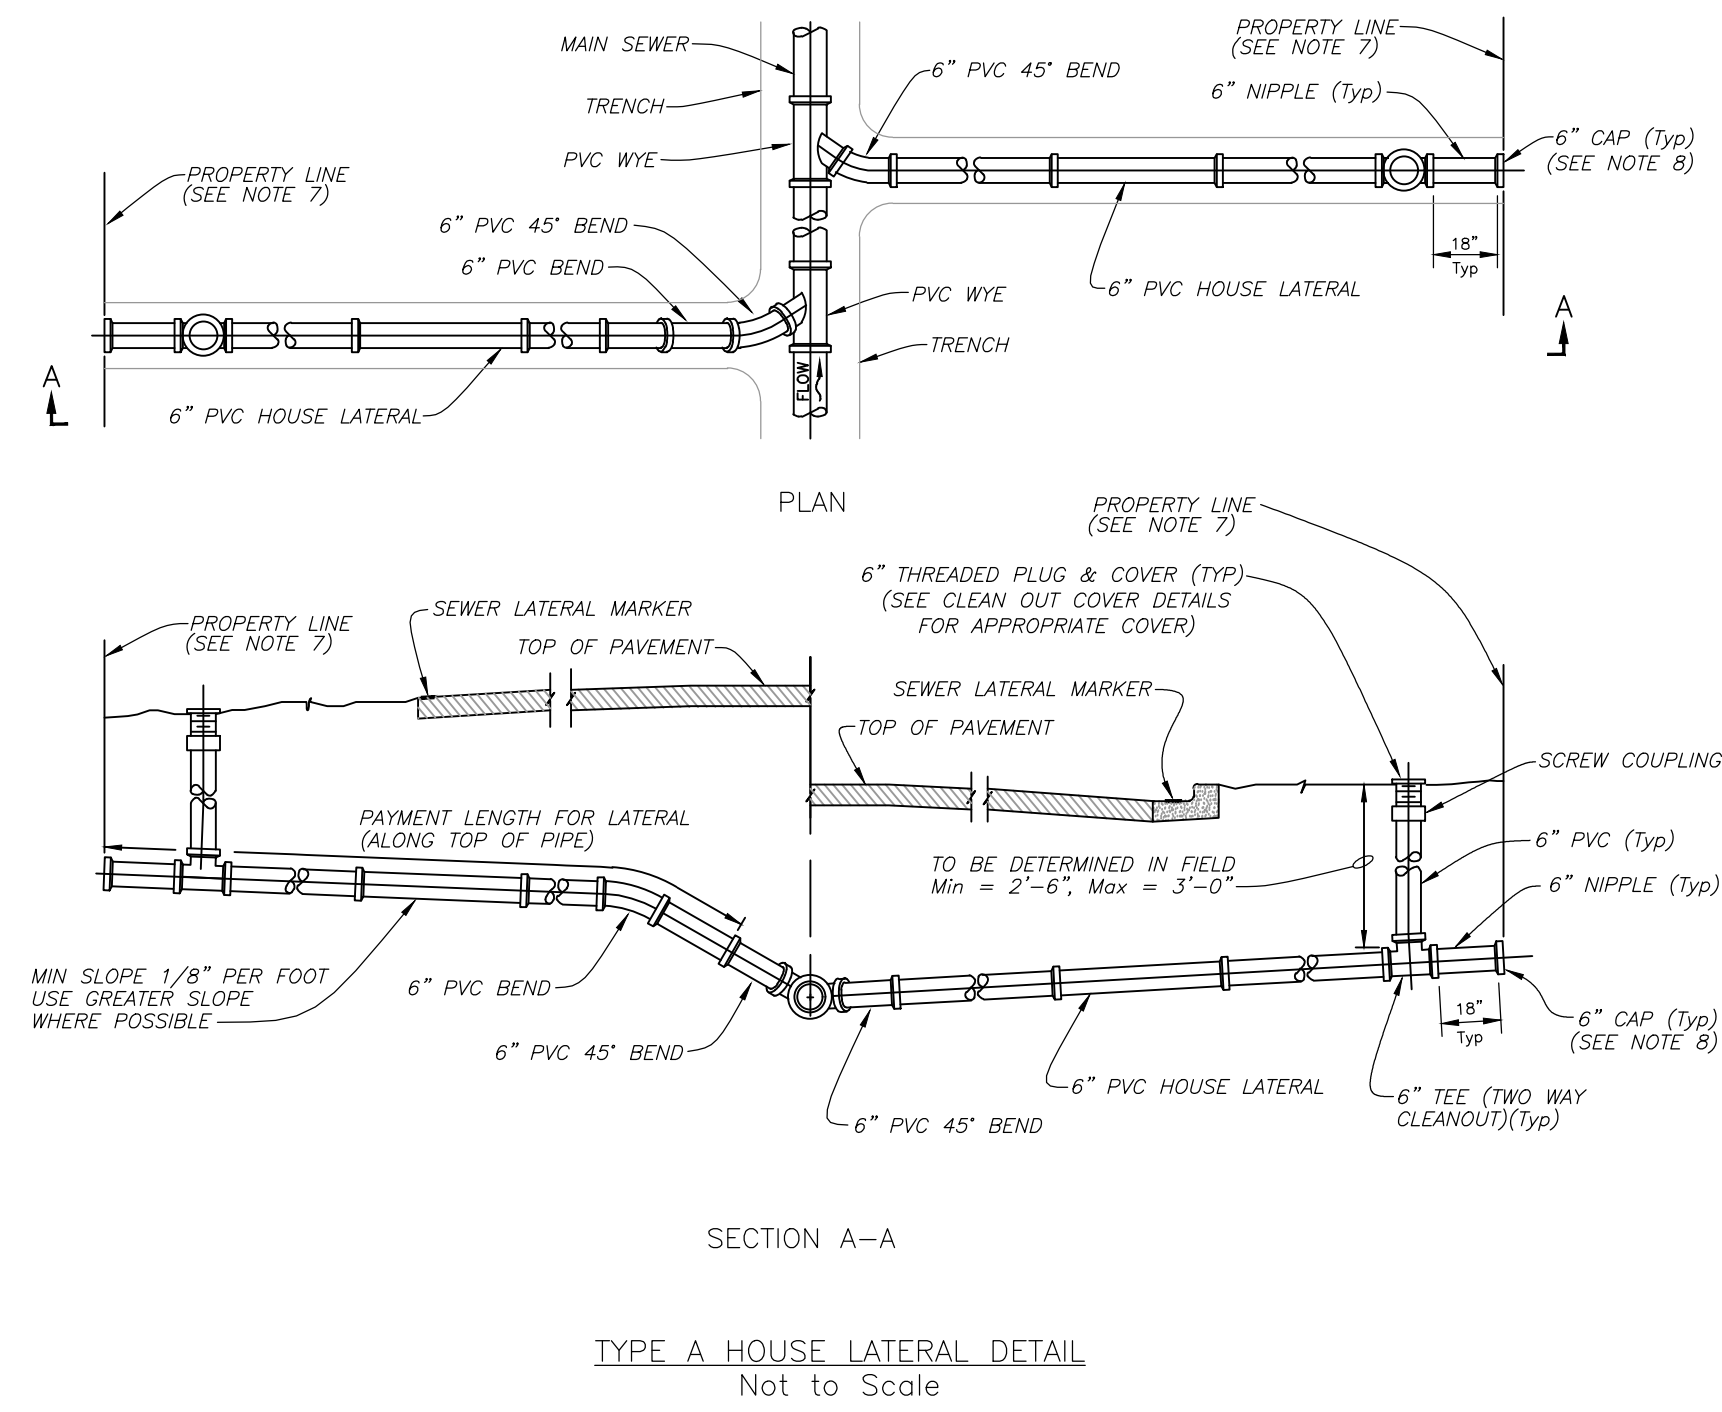 MAIN SEWER
6” PVC 45° BEND
PROPERTY LINE
(SEE NOTE 7)
6” NIPPLE (Typ)
TRENCH
6” CAP (Typ)
(SEE NOTE 8)
PVC WYE
PROPERTY LINE
(SEE NOTE 7)
6” PVC 45° BEND
6” PVC BEND
18”
Typ
6” PVC HOUSE LATERAL
PVC WYE
TRENCH
FLOW
A
A
6” PVC HOUSE LATERAL
PLAN
PROPERTY LINE
(SEE NOTE 7)
6” THREADED PLUG & COVER (TYP)
(SEE CLEAN OUT COVER DETAILS
FOR APPROPRIATE COVER)
SEWER LATERAL MARKER
PROPERTY LINE
(SEE NOTE 7)
TOP OF PAVEMENT
SEWER LATERAL MARKER
TOP OF PAVEMENT
SCREW COUPLING
PAYMENT LENGTH FOR LATERAL
(ALONG TOP OF PIPE)
6” PVC (Typ)
TO BE DETERMINED IN FIELD
Min = 2’-6”, Max = 3’-0”
6” NIPPLE (Typ)
MIN SLOPE 1/8” PER FOOT
USE GREATER SLOPE
WHERE POSSIBLE
6” PVC BEND
18”
Typ
6” CAP (Typ)
(SEE NOTE 8)
6” PVC 45° BEND
6” PVC HOUSE LATERAL
6” TEE (TWO WAY
CLEANOUT)(Typ)
6” PVC 45° BEND
SECTION A-A
TYPE A HOUSE LATERAL DETAIL
Not to Scale